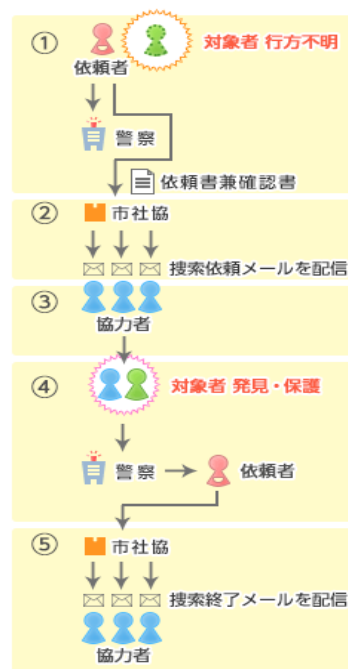 ①
対象者 行方不明
依頼者
警察
依頼書兼確認書
②
市社協
捜索依頼メールを配信
③
協力者
④
対象者 発見・保護
警察
依頼者
⑤
市社協
捜索終了メールを配信
協力者